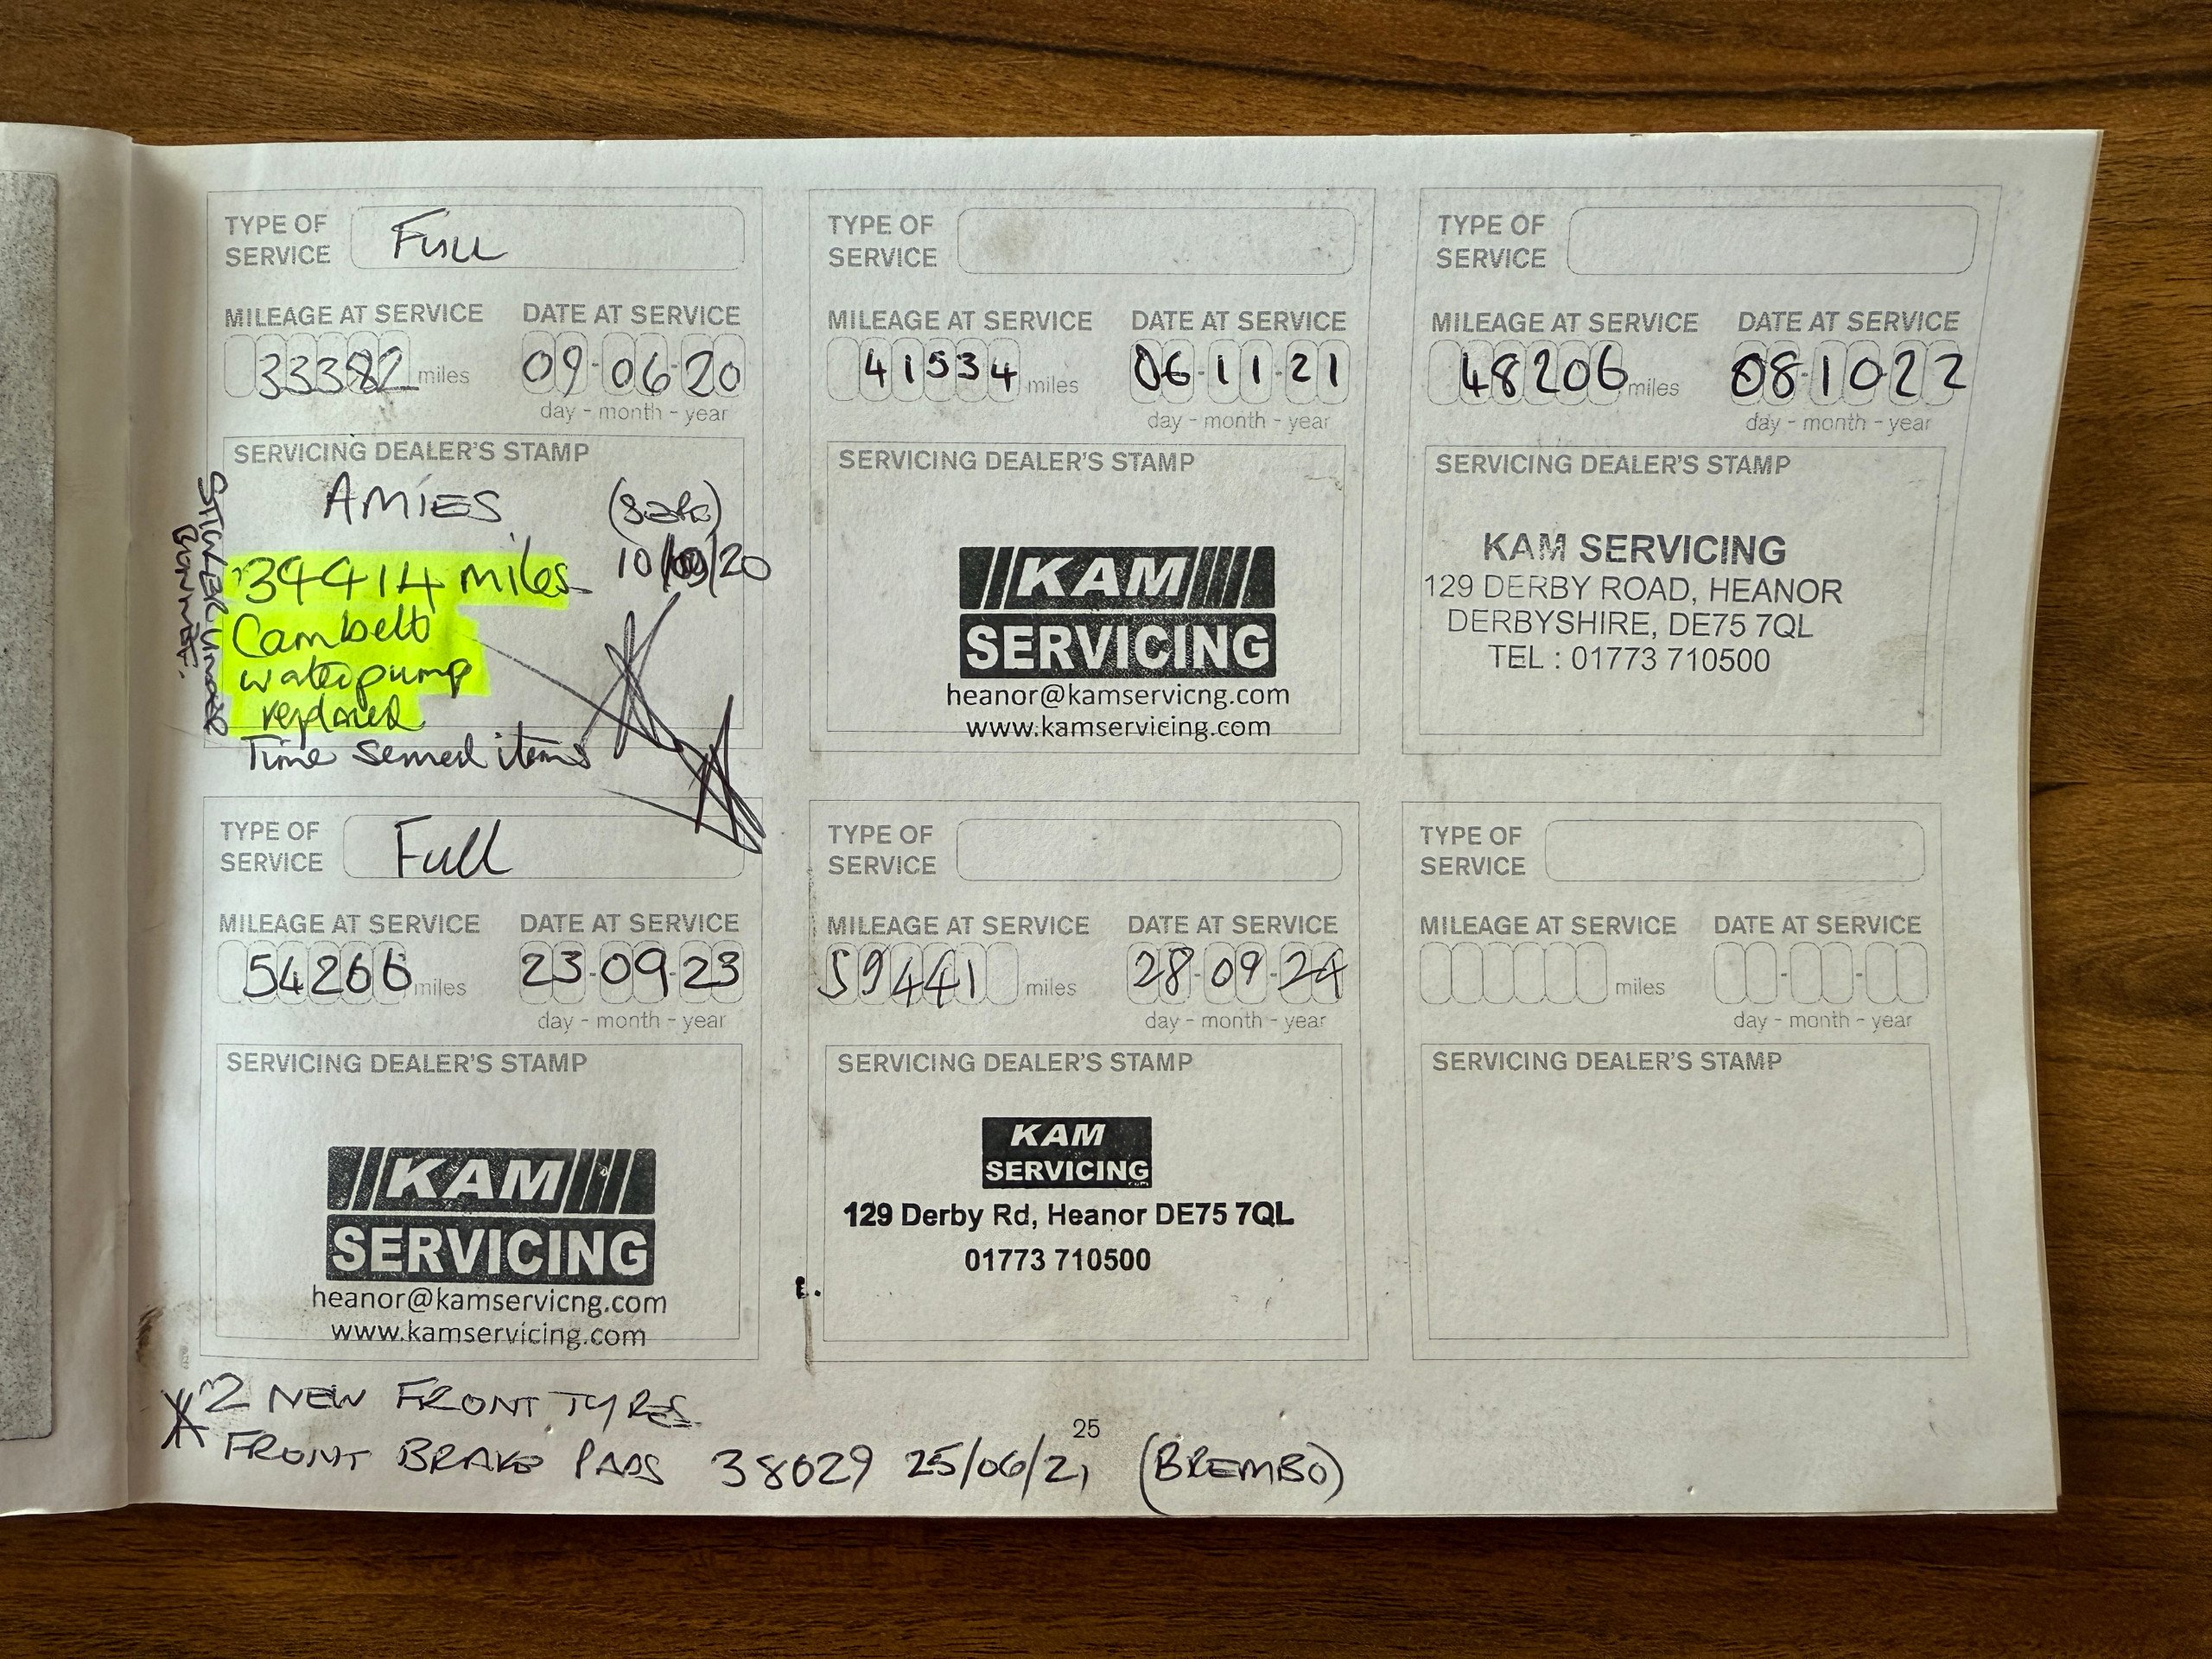 TYPE OF
SERVICE
Full
MILEAGE AT SERVICE
33382 miles
DATE AT SERVICE
09-06-20
day - month - year
SERVICING DEALER'S STAMP
AMIES
10/09/20
miles
Cambelt
waterpump
replaced
Time served items
STICKER UNDER
BONNET.
TYPE OF
SERVICE
MILEAGE AT SERVICE
41534 miles
DATE AT SERVICE
06-11-21
day - month - year
SERVICING DEALER'S STAMP
KAM
SERVICING
heanor@kamservicng.com
www.kamservicing.com
TYPE OF
SERVICE
MILEAGE AT SERVICE
48206 miles
DATE AT SERVICE
08-10-22
day - month - year
SERVICING DEALER'S STAMP
KAM SERVICING
129 DERBY ROAD, HEANOR
DERBYSHIRE, DE75 7QL
TEL : 01773 710500
TYPE OF
SERVICE
Full
MILEAGE AT SERVICE
54266 miles
DATE AT SERVICE
23-09-23
day - month - year
SERVICING DEALER'S STAMP
KAM
SERVICING
heanor@kamservicng.com
www.kamservicing.com
TYPE OF
SERVICE
MILEAGE AT SERVICE
59441 miles
DATE AT SERVICE
28-09-24
day - month - year
SERVICING DEALER'S STAMP
KAM
SERVICING
129 Derby Rd, Heanor DE75 7QL
01773 710500
TYPE OF
SERVICE
MILEAGE AT SERVICE
miles
DATE AT SERVICE
day - month - year
SERVICING DEALER'S STAMP
2 NEW FRONT TYRES
FRONT BRAKE PADS 38029 25/06/21 (BREMBO)
25